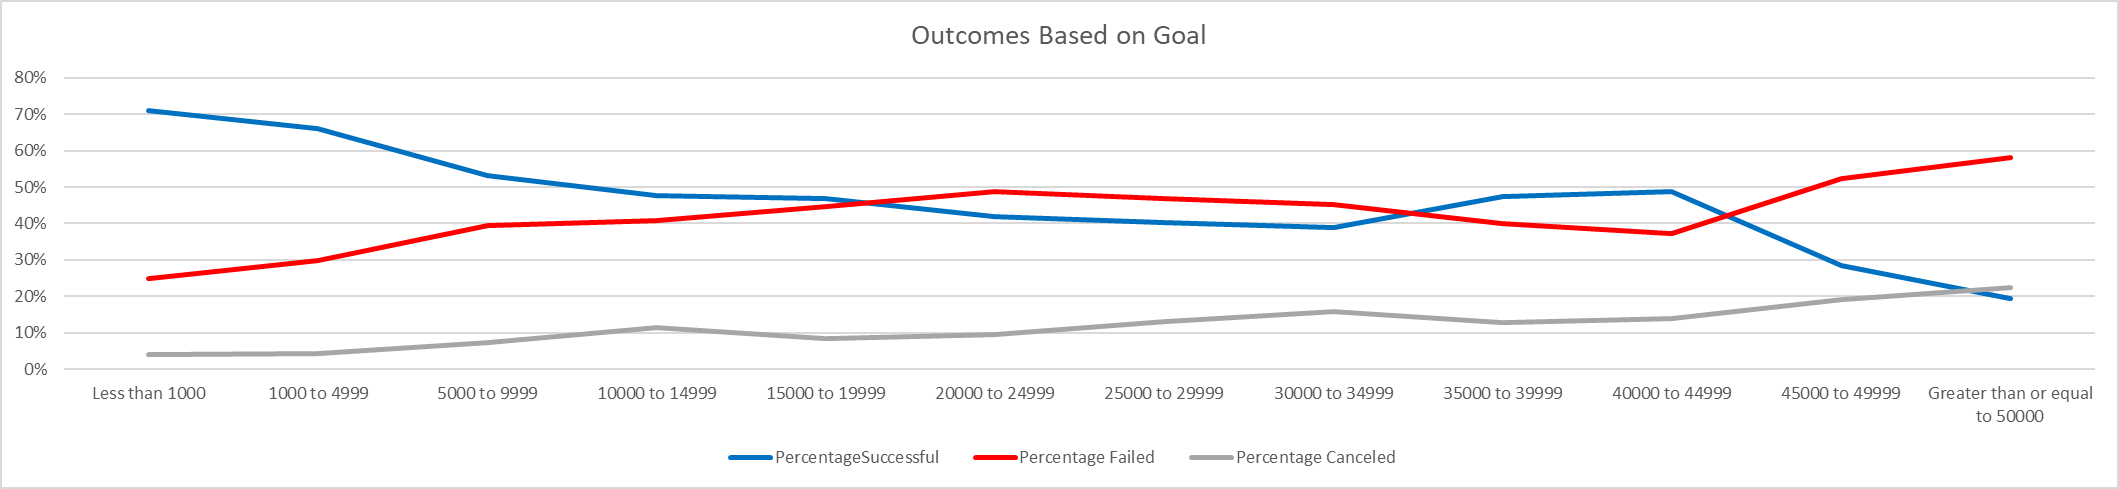 Outcomes Based on Goal
80%
70%
60%
50%
40%
30%
20%
10%
0%
Less than 1000 1000 to 4999 5000 to 9999 10000 to 14999 15000 to 19999 20000 to 24999 25000 to 29999 30000 to 34999 35000 to 39999 40000 to 44999 45000 to 49999 Greater than or equal
to 50000
PercentageSuccessful Percentage Failed Percentage Canceled